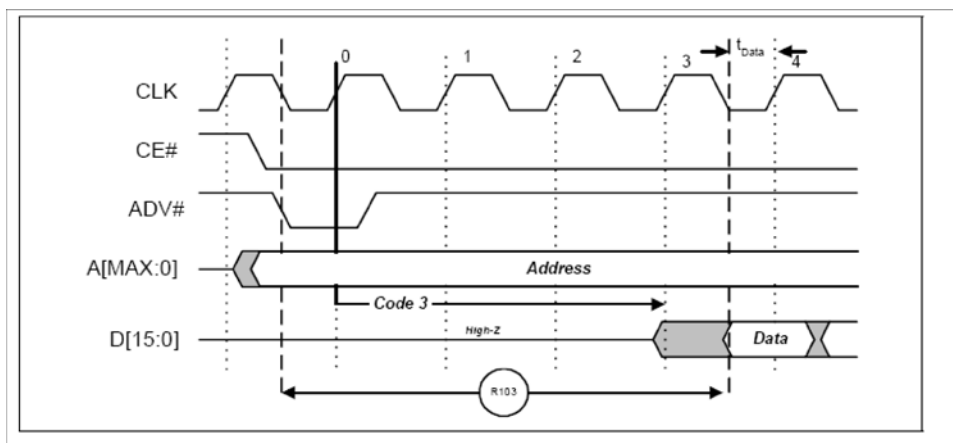 0 1 2 3 4
tData
CLK
CE#
ADV#
A[MAX:0] Address
Code 3
D[15:0] High-Z Data
R103